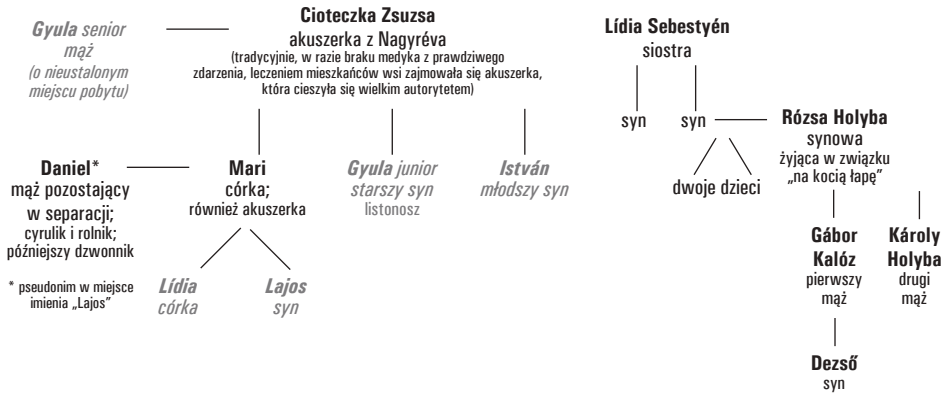 Cioteczka Zsuzsa
akuszerka z Nagyréva
(tradycyjnie, w razie braku medyka z prawdziwego
zdarzenia, leczeniem mieszkańców wsi zajmowała się akuszerka,
która cieszyła się wielkim autorytetem)
Gyula senior
mąż
(o nieustalonym
miejscu pobytu)
Daniel*
mąż pozostający
w separacji;
cyrulik i rolnik;
późniejszy dzwonnik
* pseudonim w miejsce
imienia „Lajos”
Mari
córka;
również akuszerka
Gyula junior
starszy syn
listonosz
István
młodszy syn
Lídia
córka
Lajos
syn
Lídia Sebestyén
siostra
syn
syn
Rózsa Holyba
synowa
żyjąca w związku
„na kocią łapę”
dwoje dzieci
Gábor
Kalóz
pierwszy
mąż
Károly
Holyba
drugi
mąż
Dezső
syn